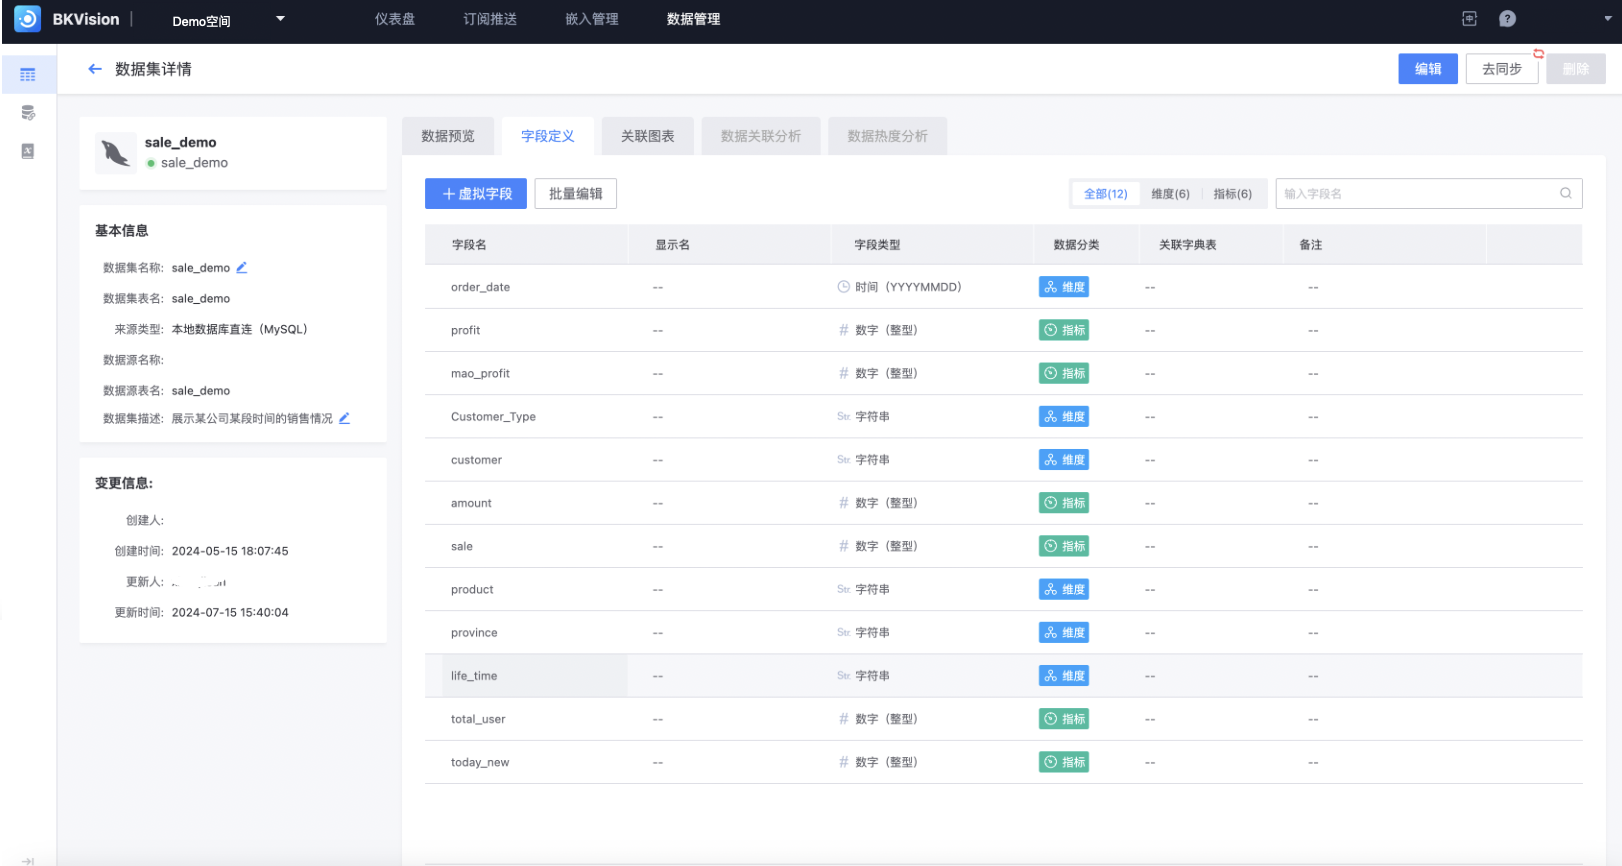 BKVision
Demo空间
仪表盘
订阅推送
嵌入管理
数据管理
数据集详情
编辑
去同步
删除
sale_demo
sale_demo
基本信息
数据集名称: sale_demo
数据集表名: sale_demo
来源类型: 本地数据库直连（MySQL）
数据源名称:
数据源表名: sale_demo
数据集描述: 展示某公司某段时间的销售情况
变更信息:
创建人:
创建时间: 2024-05-15 18:07:45
更新人:
更新时间: 2024-07-15 15:40:04
数据预览
字段定义
关联图表
数据关联分析
数据热度分析
虚拟字段
批量编辑
全部(12)
维度(6)
指标(6)
输入字段名
字段名 显示名 字段类型 数据分类 关联字典表 备注
order_date -- 时间（YYYYMMDD） 维度 -- --
profit -- # 数字（整型） 指标 -- --
mao_profit -- # 数字（整型） 指标 -- --
Customer_Type -- Str. 字符串 维度 -- --
customer -- Str. 字符串 维度 -- --
amount -- # 数字（整型） 指标 -- --
sale -- # 数字（整型） 指标 -- --
product -- Str. 字符串 维度 -- --
province -- Str. 字符串 维度 -- --
life_time -- Str. 字符串 维度 -- --
total_user -- # 数字（整型） 指标 -- --
today_new -- # 数字（整型） 指标 -- --